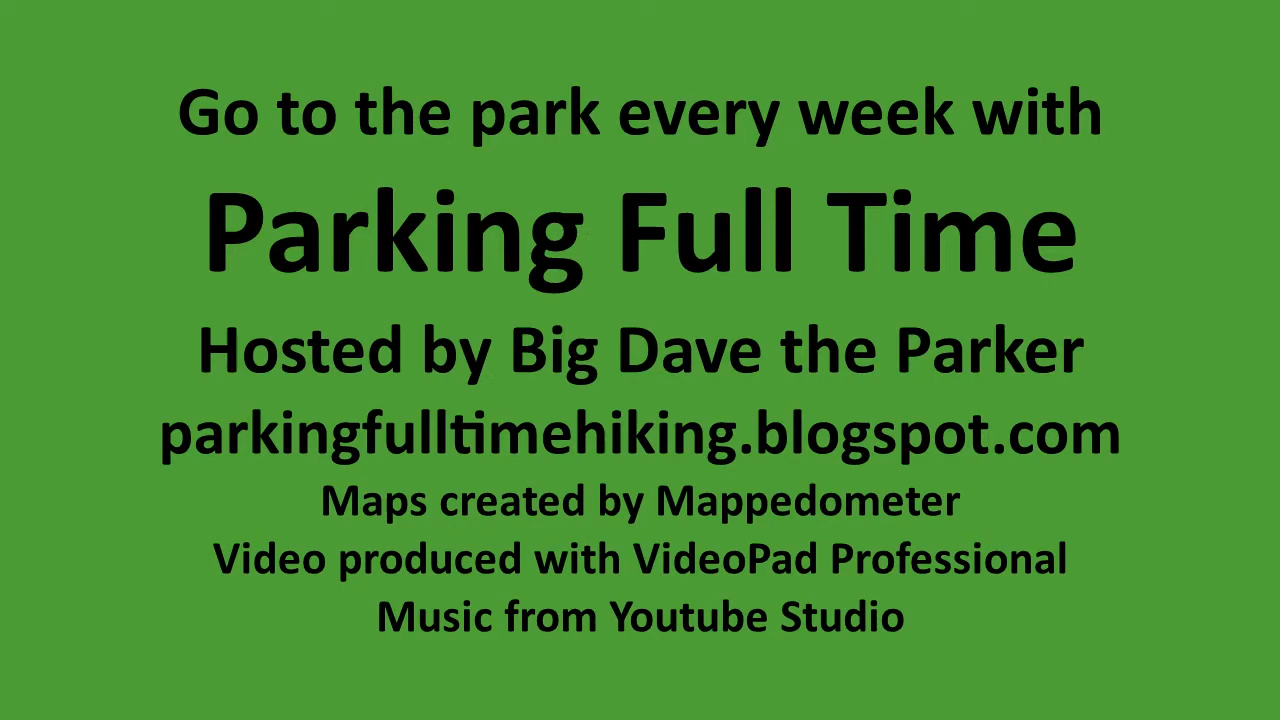 Go to the park every week with
Parking Full Time
Hosted by Big Dave the Parker
parkingfulltimehiking.blogspot.com
Maps created by Mappedometer
Video produced with VideoPad Professional
Music from Youtube Studio